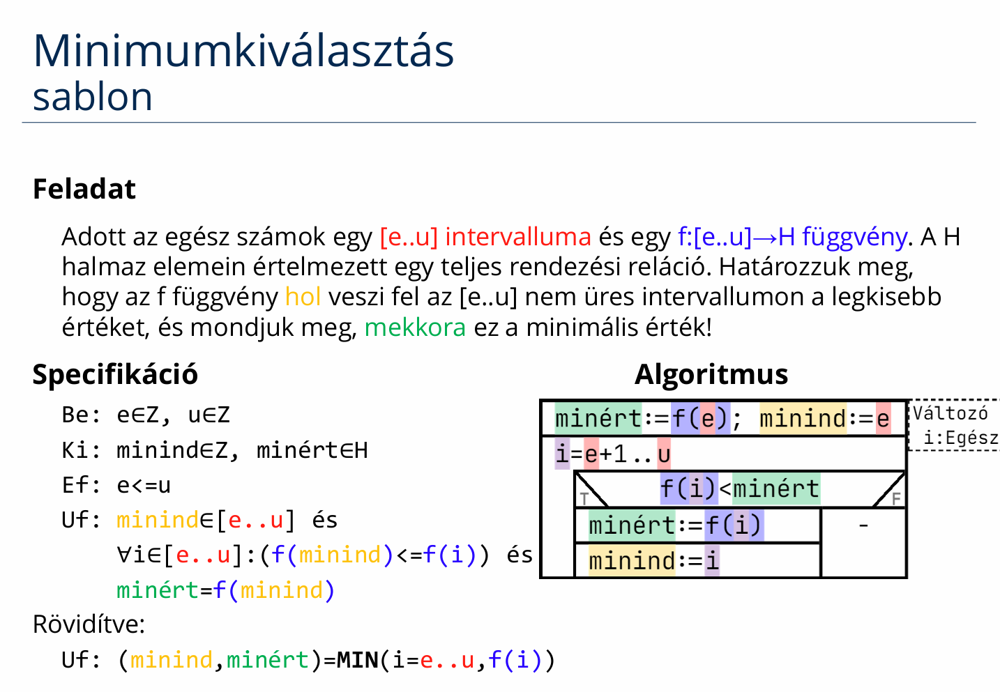 Minimumkiválasztás
sablon
Feladat
Adott az egész számok egy [e..u] intervalluma és egy f:[e..u]→H függvény. A H
halmaz elemein értelmezett egy teljes rendezési reláció. Határozzuk meg,
hogy az f függvény hol veszi fel az [e..u] nem üres intervallumon a legkisebb
értéket, és mondjuk meg, mekkora ez a minimális érték!
Specifikáció
Be: e∈Z, u∈Z
Ki: minind∈Z, minért∈H
Ef: e<=u
Uf: minind∈[e..u] és
∀i∈[e..u]:(f(minind)<=f(i)) és
minért=f(minind)
Rövidítve:
Uf: (minind,minért)=MIN(i=e..u,f(i))
Algoritmus
minért:=f(e); minind:=e
Változó
i:Egész
i=e+1..u
T f(i)<minért F
minért:=f(i) -
minind:=i